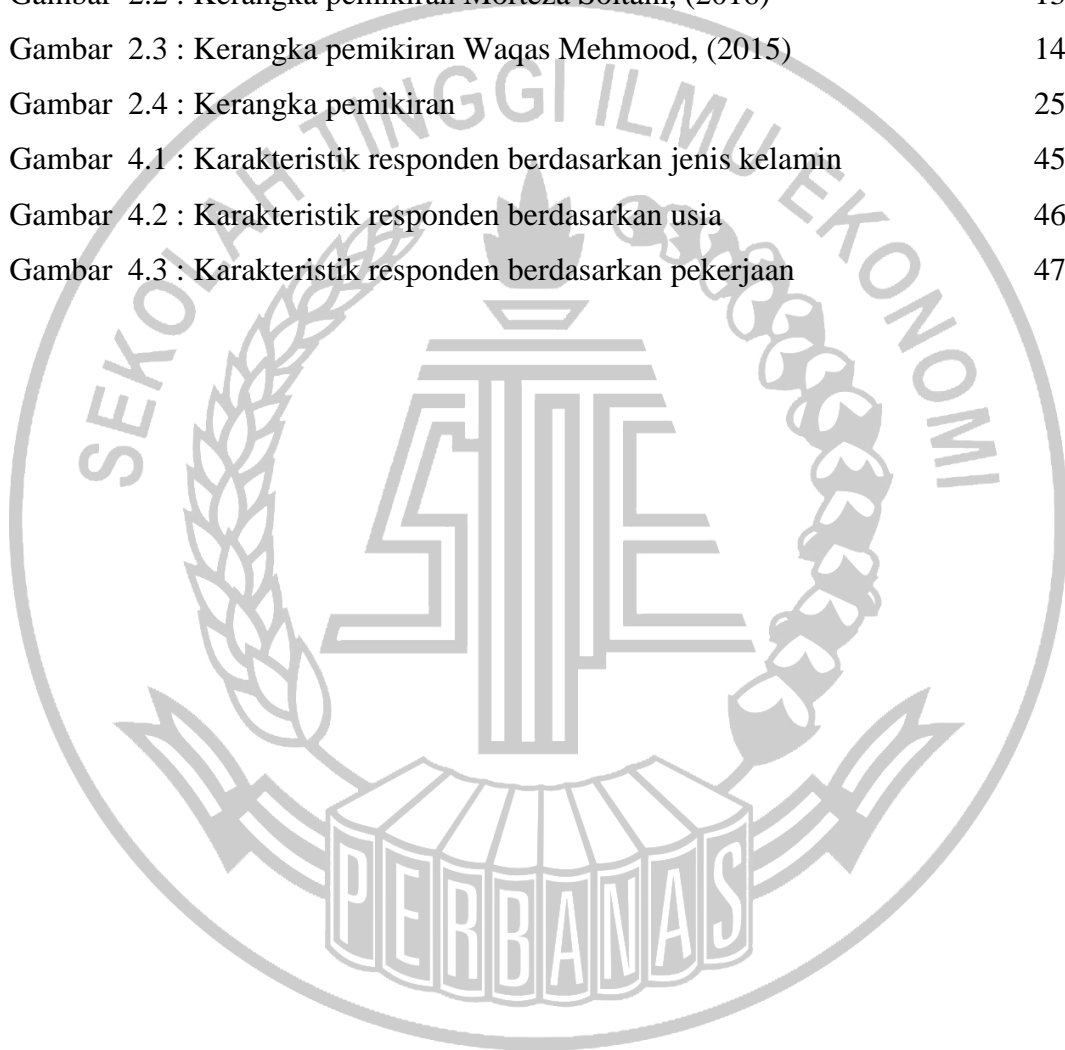 Gambar 2.2 : Kerangka pemikiran Morteza Soltani, (2016) 13
Gambar 2.3 : Kerangka pemikiran Waqas Mehmood, (2015) 14
Gambar 2.4 : Kerangka pemikiran 25
Gambar 4.1 : Karakteristik responden berdasarkan jenis kelamin 45
Gambar 4.2 : Karakteristik responden berdasarkan usia 46
Gambar 4.3 : Karakteristik responden berdasarkan pekerjaan 47
SEKOLAH TINGGI ILMU EKONOMI
STIE
PERBANAS